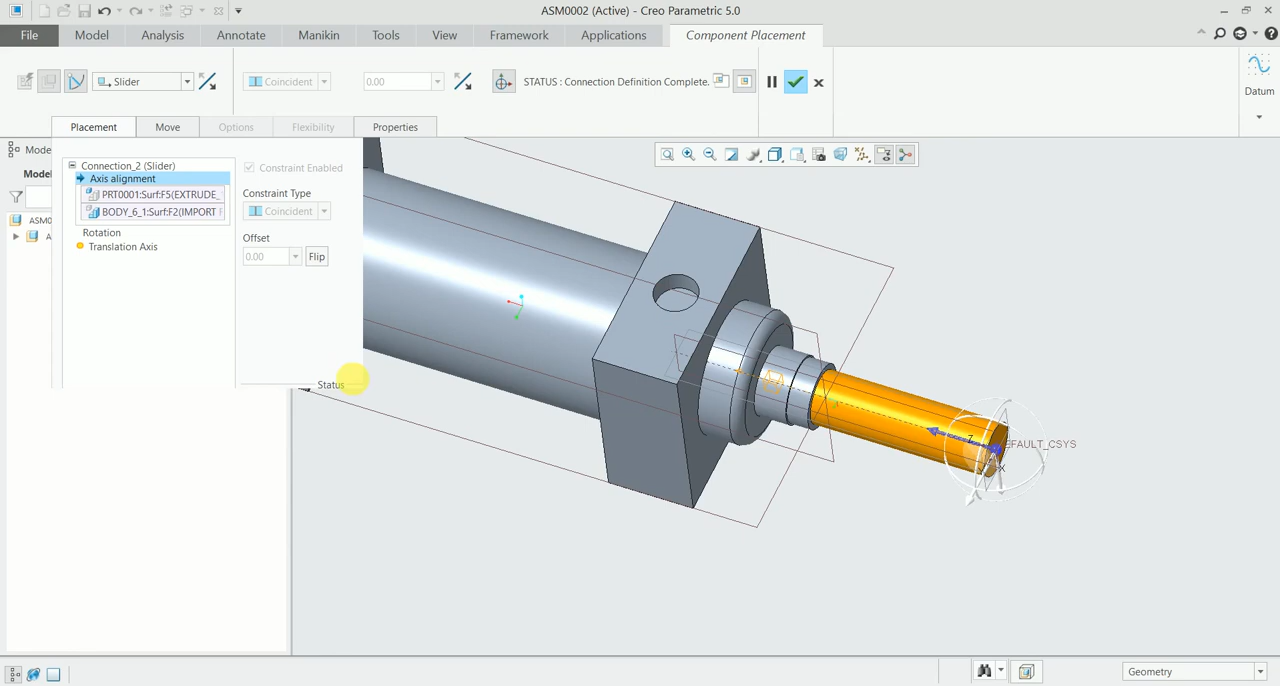 ASM0002 (Active) - Creo Parametric 5.0
File Model Analysis Annotate Manikin Tools View Framework Applications Component Placement
Slider Coincident 0.00 STATUS : Connection Definition Complete. Datum
Placement Move Options Flexibility Properties
Mode
Connection_2 (Slider) Constraint Enabled
Mode
Axis alignment
PRT0001:Surf:F5(EXTRUDE_ Constraint Type
BODY_6_1:Surf:F2(IMPORT F Coincident
ASM0
Rotation Offset
A Translation Axis
0.00 Flip
Status
Z
EFAULT_CSYS
X
Geometry